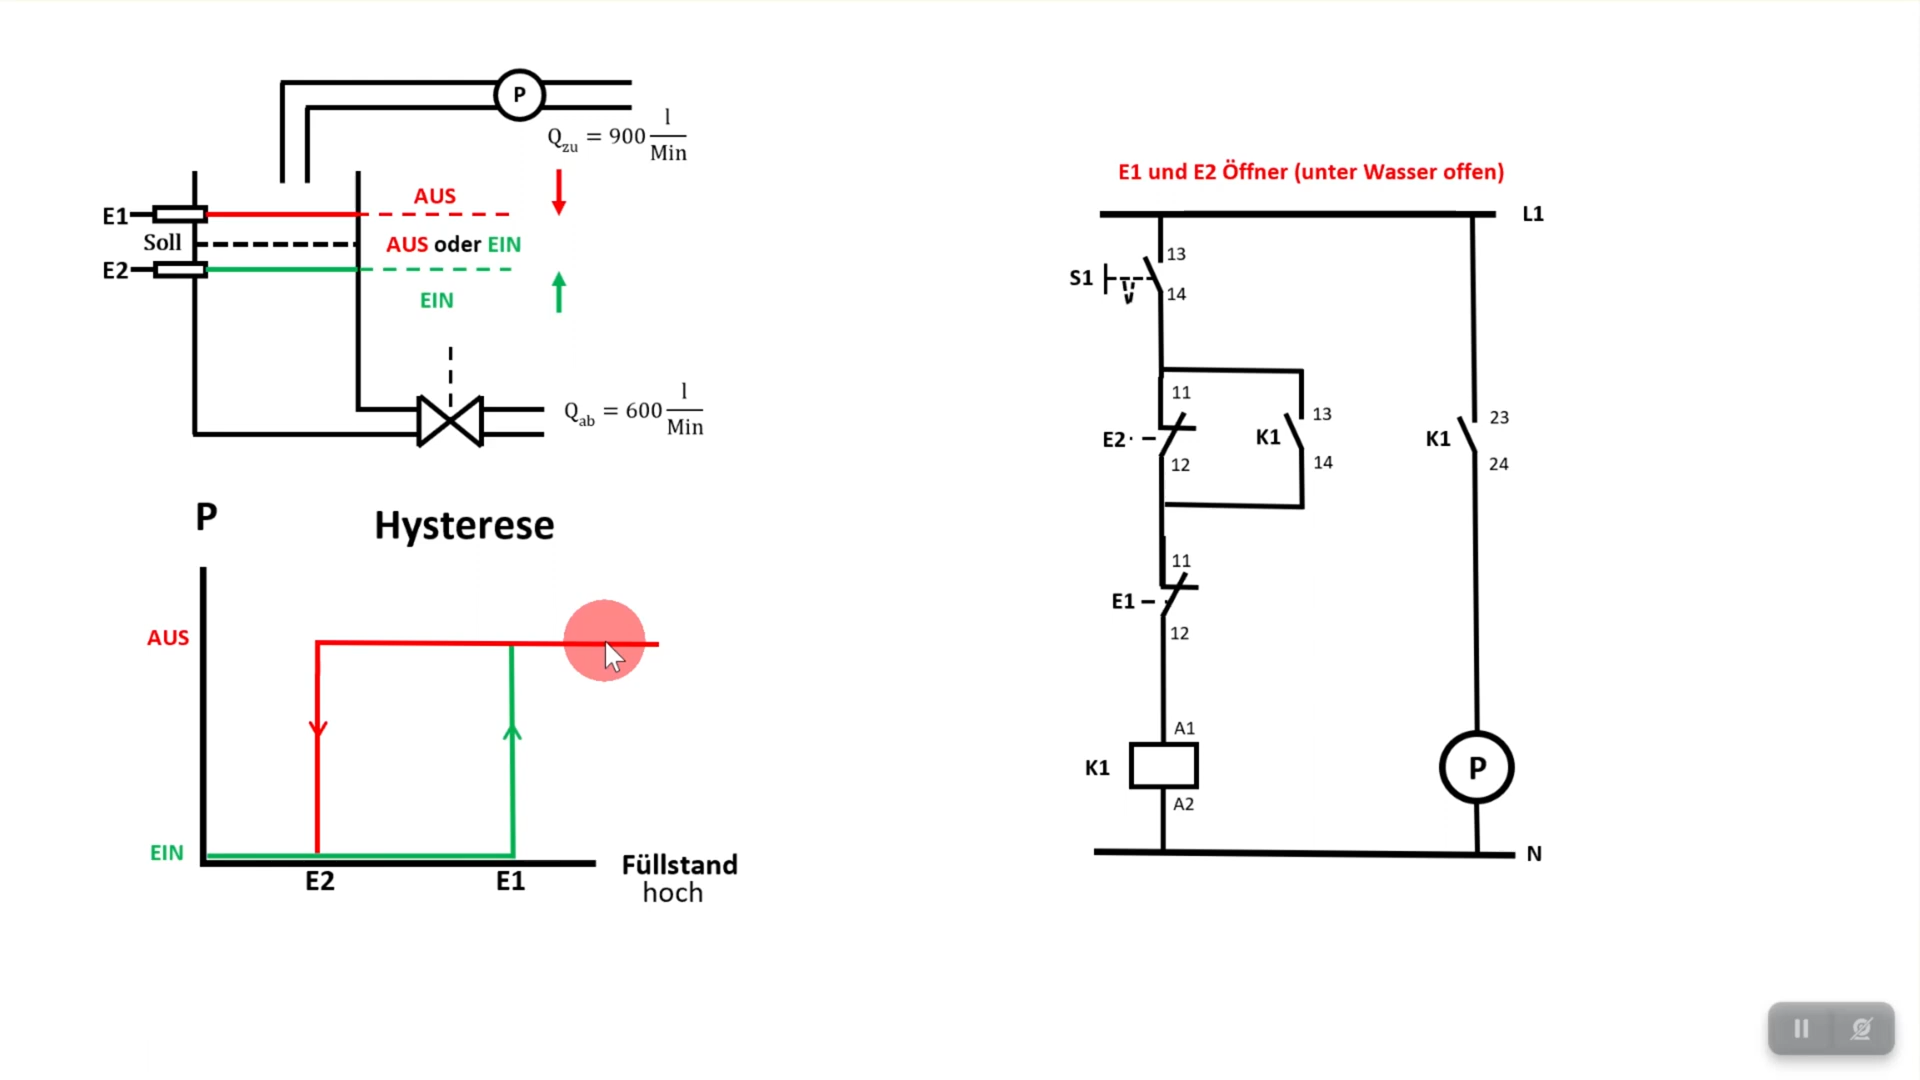 P
Q_zu = 900 l/Min
E1
AUS
Soll
AUS oder EIN
E2
EIN
Q_ab = 600 l/Min
P
Hysterese
AUS
EIN
E2
E1
Füllstand
hoch
E1 und E2 Öffner (unter Wasser offen)
L1
S1
13
14
11
E2
12
K1
13
14
K1
23
24
11
E1
12
A1
K1
A2
P
N